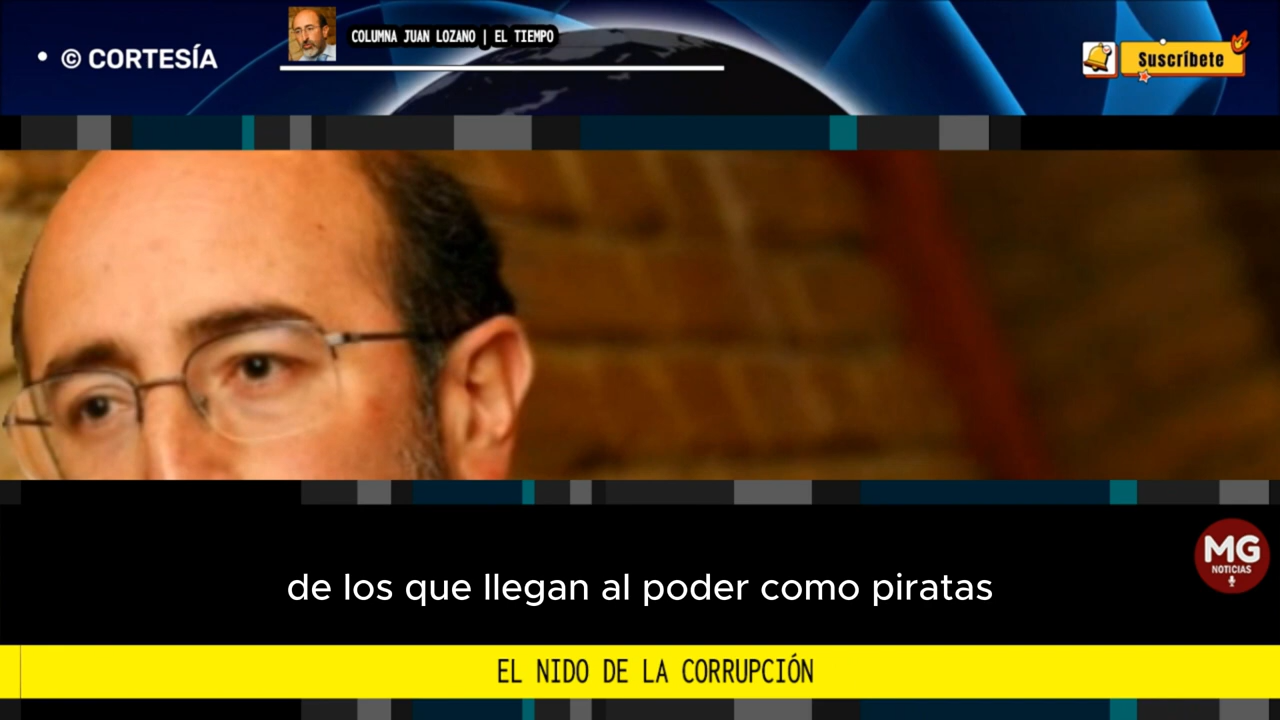 • © CORTESÍA
COLUMNA JUAN LOZANO | EL TIEMPO
Suscríbete
de los que llegan al poder como piratas
MG
NOTICIAS
EL NIDO DE LA CORRUPCIÓN